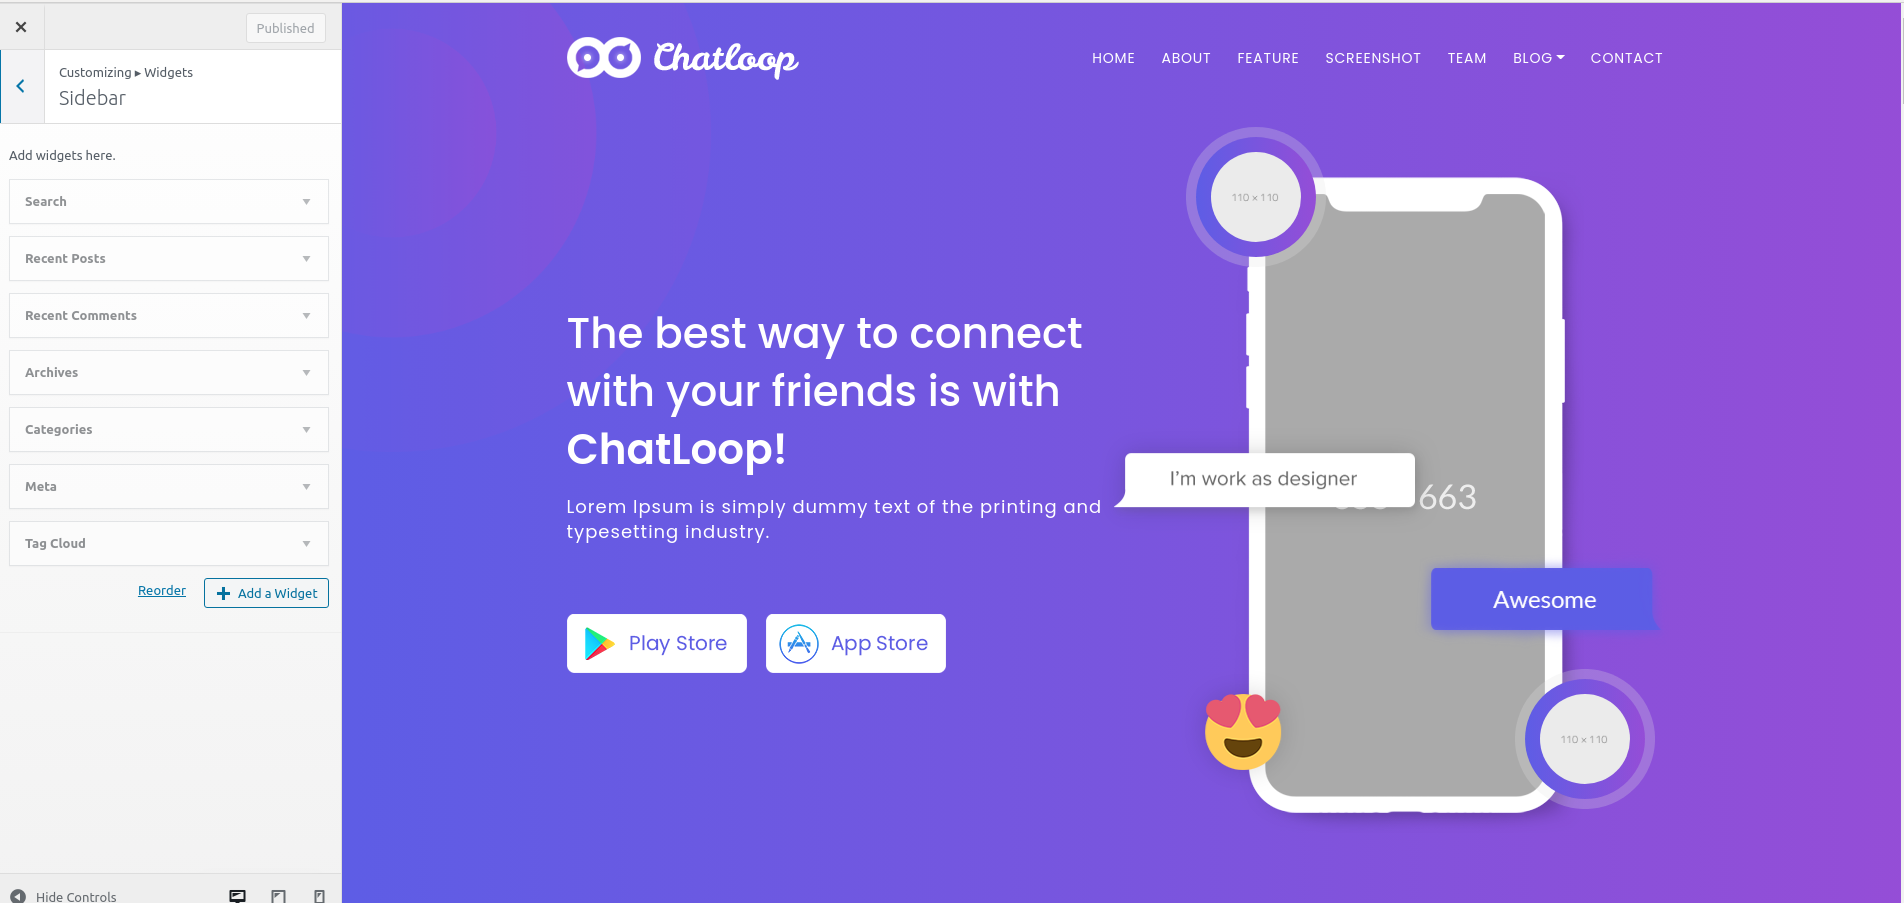 Published
Customizing ▸ Widgets
Sidebar
Add widgets here.
Search
Recent Posts
Recent Comments
Archives
Categories
Meta
Tag Cloud
Reorder
Add a Widget
Hide Controls
Chatloop
HOME ABOUT FEATURE SCREENSHOT TEAM BLOG CONTACT
110 × 110
The best way to connect
with your friends is with
ChatLoop!
Lorem Ipsum is simply dummy text of the printing and
typesetting industry.
Play Store
App Store
I'm work as designer
663
Awesome
110 × 110